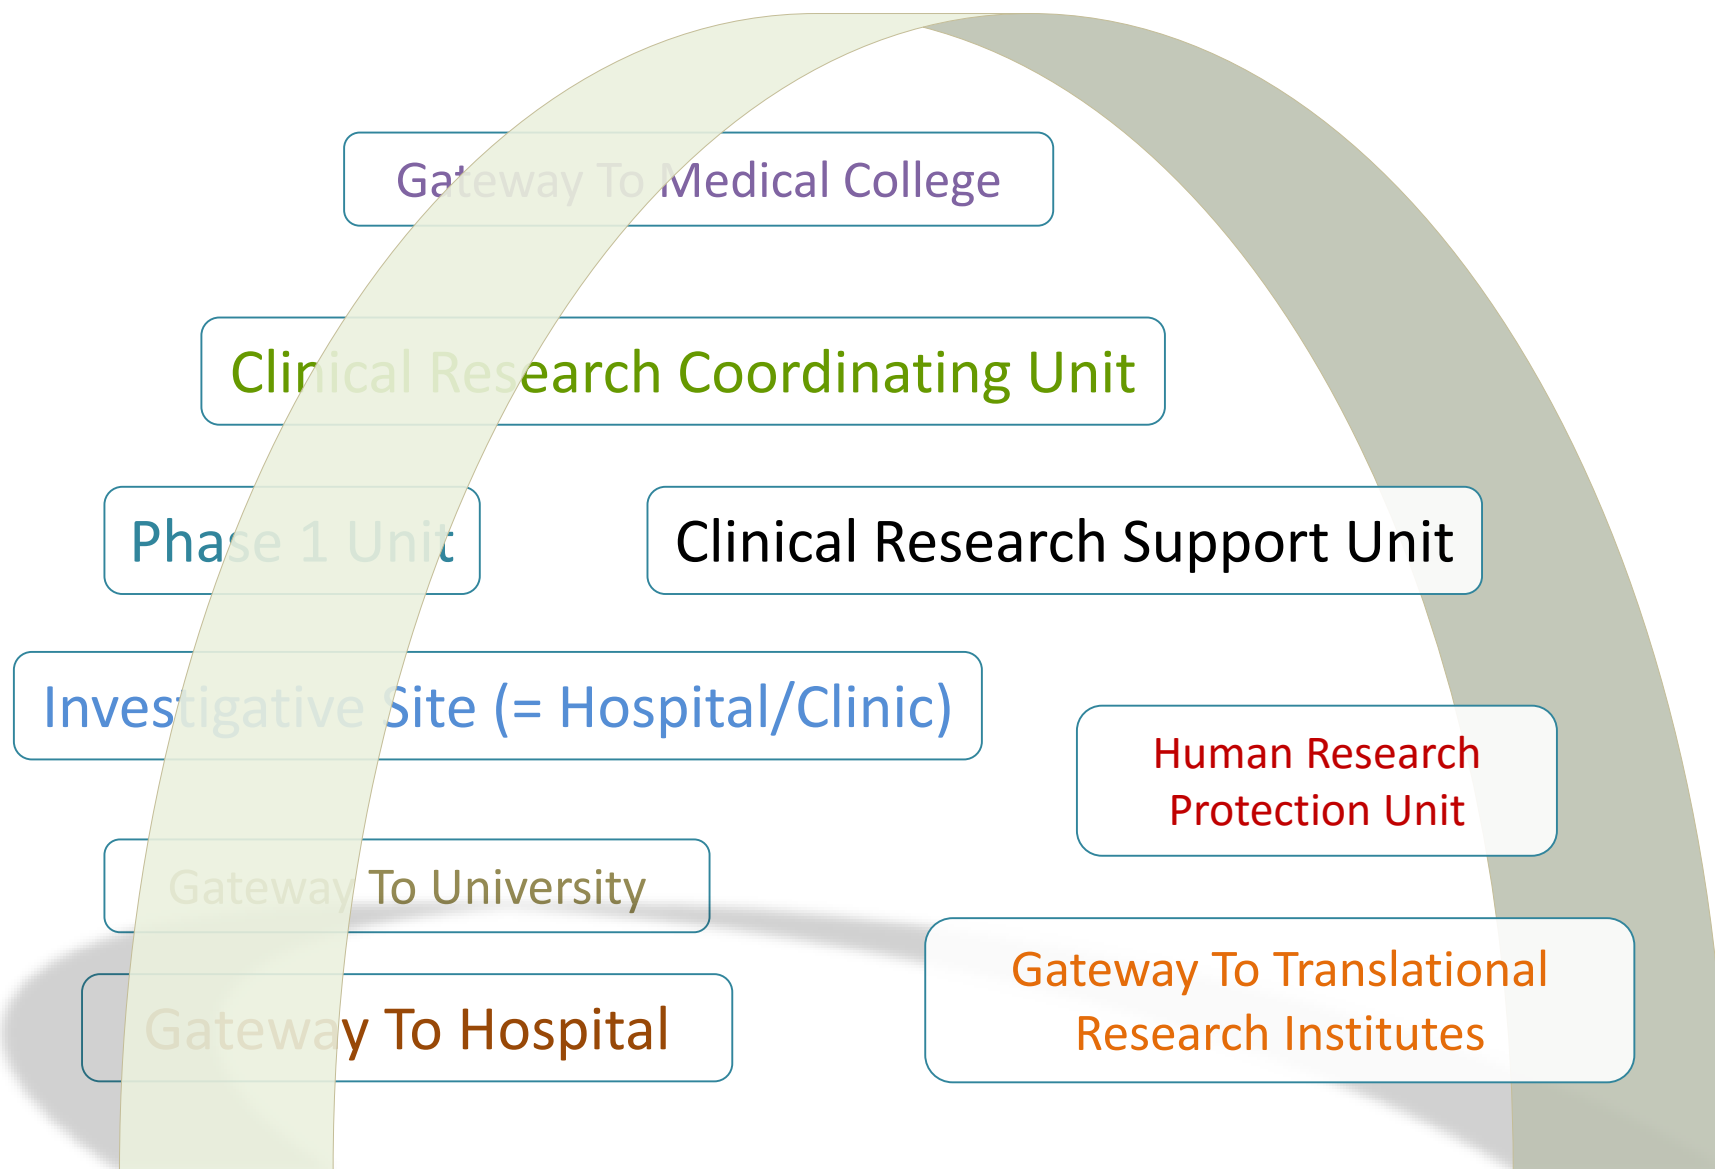 Gateway To Medical College
Clinical Research Coordinating Unit
Phase 1 Unit
Clinical Research Support Unit
Investigative Site (= Hospital/Clinic)
Human Research
Protection Unit
Gateway To University
Gateway To Translational
Research Institutes
Gateway To Hospital